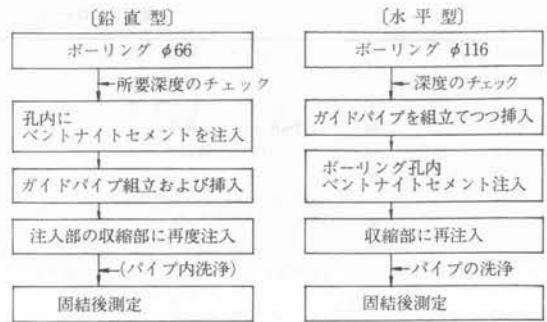 〔鉛直型〕
ボーリング φ66
所要深度のチェック
孔内に
ベントナイトセメントを注入
ガイドパイプ組立および挿入
注入部の収縮部に再度注入
(パイプ内洗浄)
固結後測定
〔水平型〕
ボーリング φ116
深度のチェック
ガイドパイプを組立てつつ挿入
ボーリング孔内
ベントナイトセメント注入
収縮部に再注入
パイプの洗浄
固結後測定